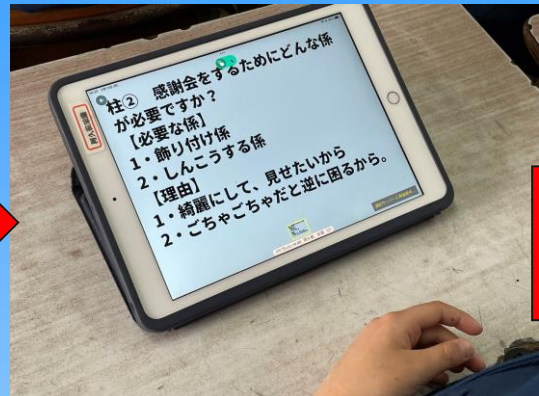 柱② 感謝会をするためにどんな係
が必要ですか?
【必要な係】
1・飾り付け係
2・しんこうする係
【理由】
1・綺麗にして、見せたいから
2・ごちゃごちゃだと逆に困るから。